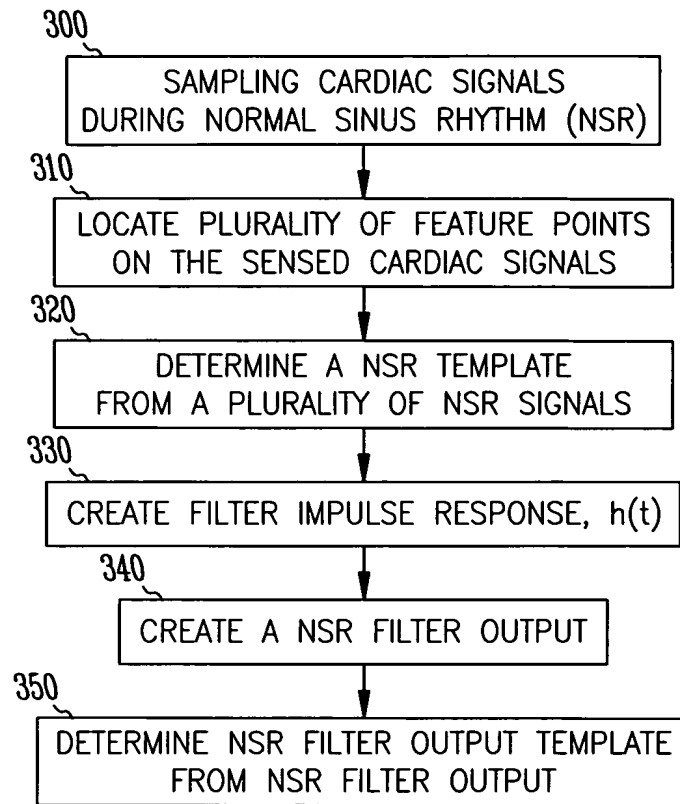 300
SAMPLING CARDIAC SIGNALS
DURING NORMAL SINUS RHYTHM (NSR)
310
LOCATE PLURALITY OF FEATURE POINTS
ON THE SENSED CARDIAC SIGNALS
320
DETERMINE A NSR TEMPLATE
FROM A PLURALITY OF NSR SIGNALS
330
CREATE FILTER IMPULSE RESPONSE, h(t)
340
CREATE A NSR FILTER OUTPUT
350
DETERMINE NSR FILTER OUTPUT TEMPLATE
FROM NSR FILTER OUTPUT